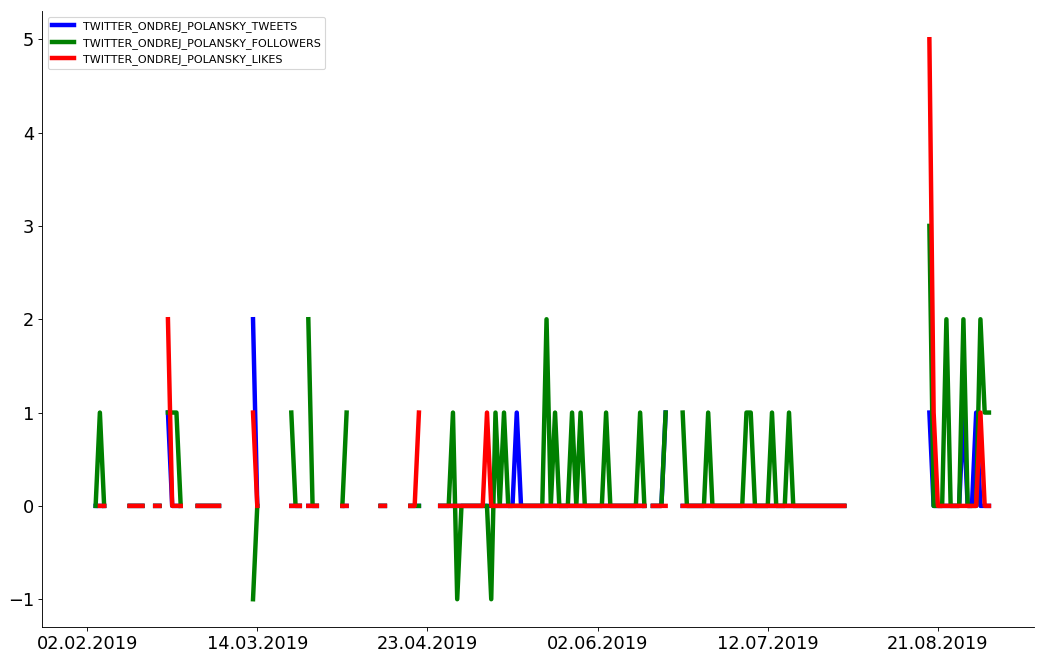 TWITTER_ONDREJ_POLANSKY_TWEETS
TWITTER_ONDREJ_POLANSKY_FOLLOWERS
TWITTER_ONDREJ_POLANSKY_LIKES
5
4
3
2
1
0
−1
02.02.2019 14.03.2019 23.04.2019 02.06.2019 12.07.2019 21.08.2019